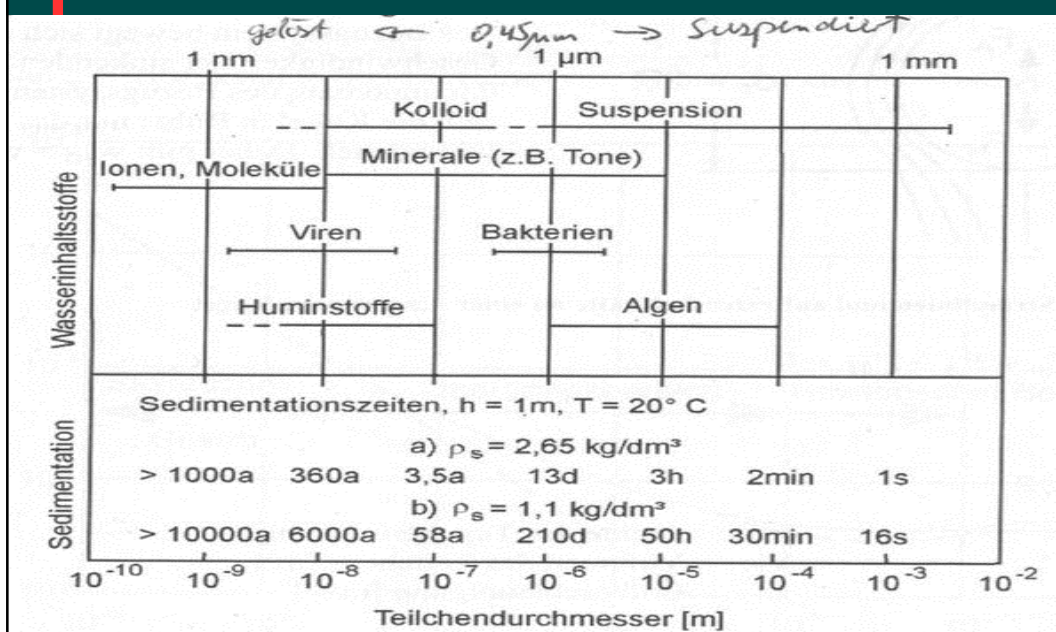 gelöst ← 0,45µm → Suspendiert
1 nm 1 µm 1 mm
Kolloid Suspension
Minerale (z.B. Tone)
Ionen, Moleküle
Viren Bakterien
Huminstoffe Algen
Wasserinhaltsstoffe
Sedimentationszeiten, h = 1m, T = 20° C
a) ρs = 2,65 kg/dm³
> 1000a 360a 3,5a 13d 3h 2min 1s
b) ρs = 1,1 kg/dm³
> 10000a 6000a 58a 210d 50h 30min 16s
Sedimentation
10⁻¹⁰ 10⁻⁹ 10⁻⁸ 10⁻⁷ 10⁻⁶ 10⁻⁵ 10⁻⁴ 10⁻³ 10⁻²
Teilchendurchmesser [m]